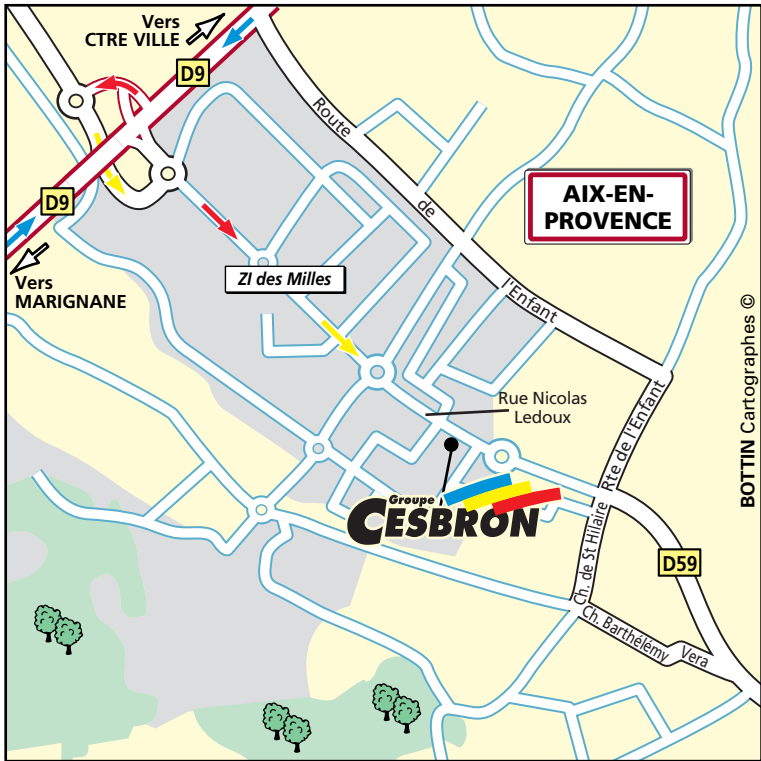 Vers
CTRE VILLE
D9
D9
Vers
MARIGNANE
Route
de
l'Enfant
AIX-EN-
PROVENCE
ZI des Milles
Rue Nicolas
Ledoux
Groupe
CESBRON
Rte de l'Enfant
Ch. de St Hilaire
D59
Ch. Barthélémy
Vera
BOTTIN Cartographes ©